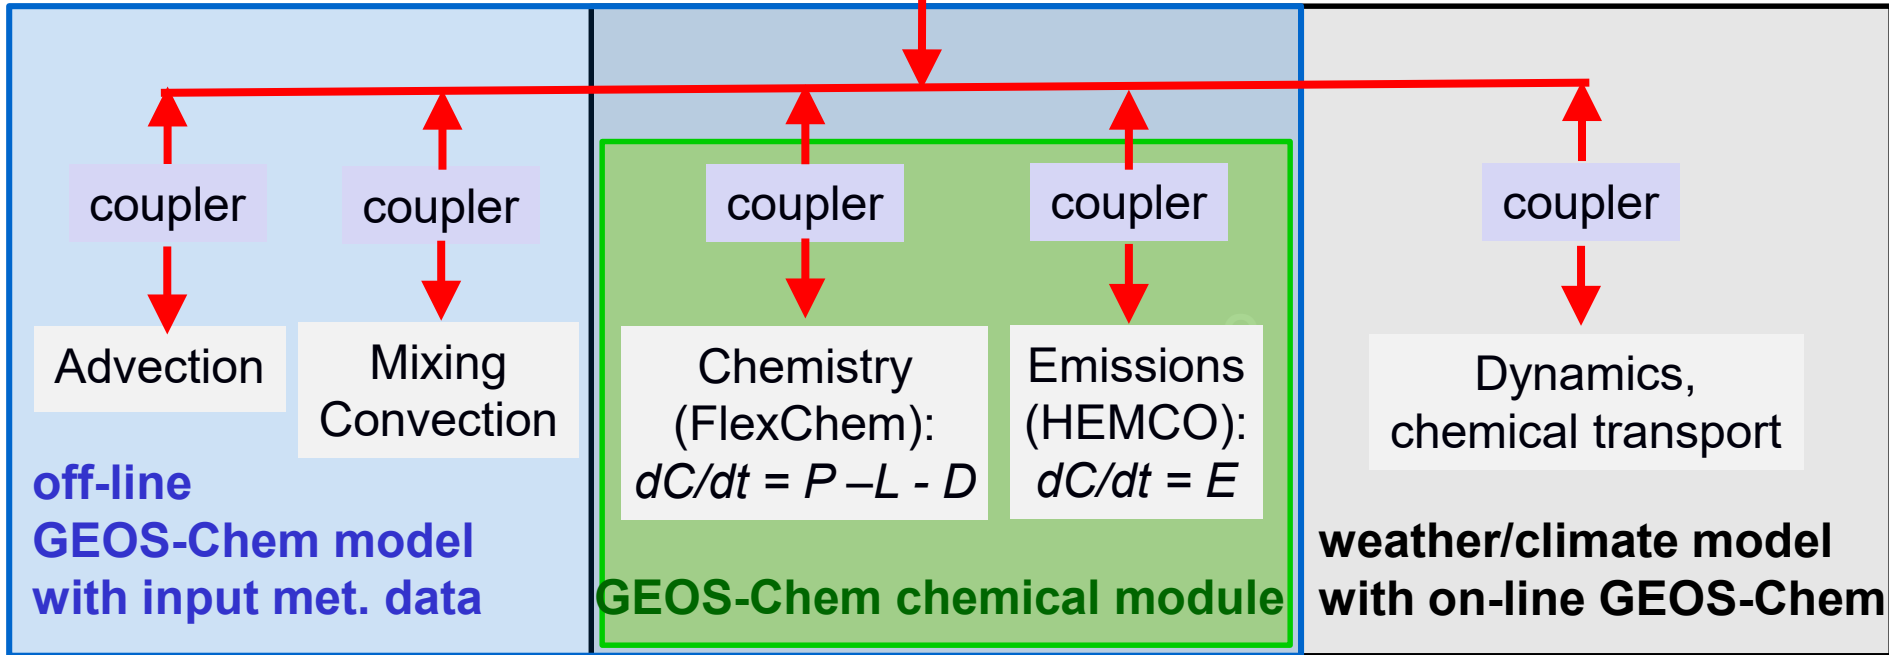 coupler
coupler
coupler
coupler
coupler
Advection
Mixing
Convection
Chemistry
(FlexChem):
dC/dt = P –L - D
Emissions
(HEMCO):
dC/dt = E
Dynamics,
chemical transport
off-line
GEOS-Chem model
with input met. data
GEOS-Chem chemical module
weather/climate model
with on-line GEOS-Chem